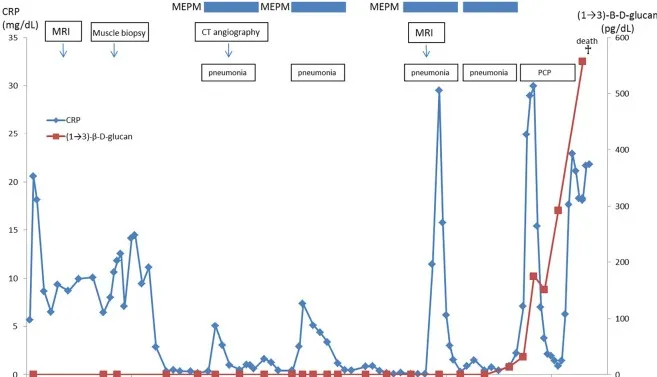 CRP
(mg/dL)
MEPM MEPM MEPM
(1→3)-B-D-glucan
(pg/dL)
MRI Muscle biopsy CT angiography MRI death
†
pneumonia pneumonia pneumonia pneumonia PCP
CRP
(1→3)-β-D-glucan
35 600
30 500
25
400
20
300
15
200
10
5 100
0 0